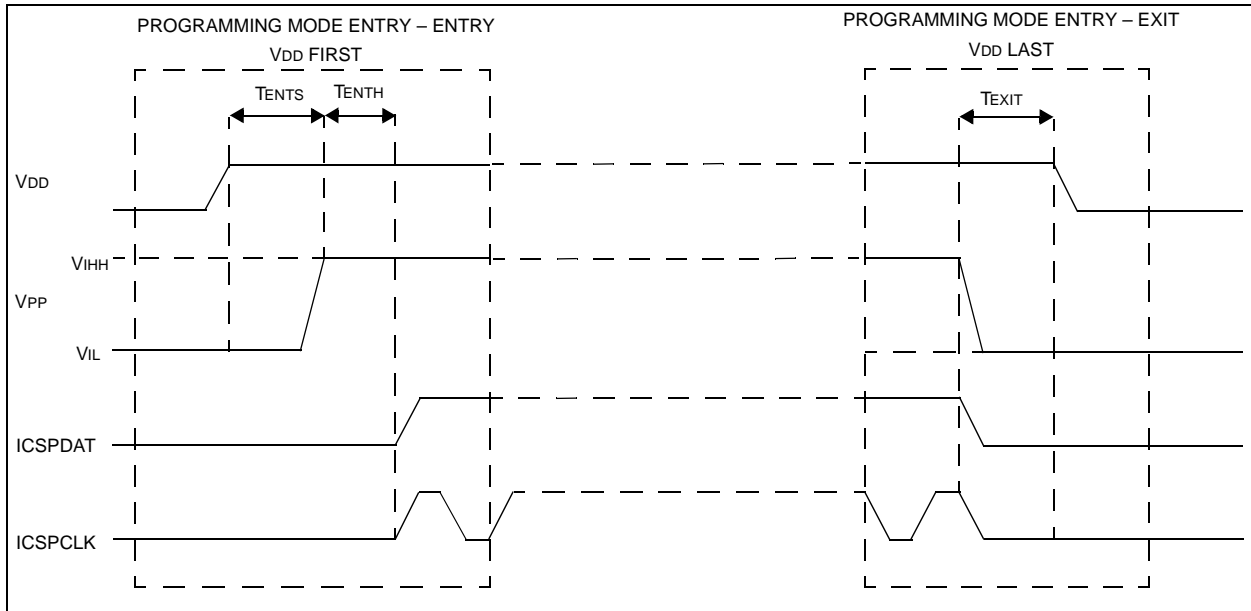 PROGRAMMING MODE ENTRY – ENTRY
VDD FIRST
PROGRAMMING MODE ENTRY – EXIT
VDD LAST
TENTS
TENTH
TEXIT
VDD
VIHH
VPP
VIL
ICSPDAT
ICSPCLK